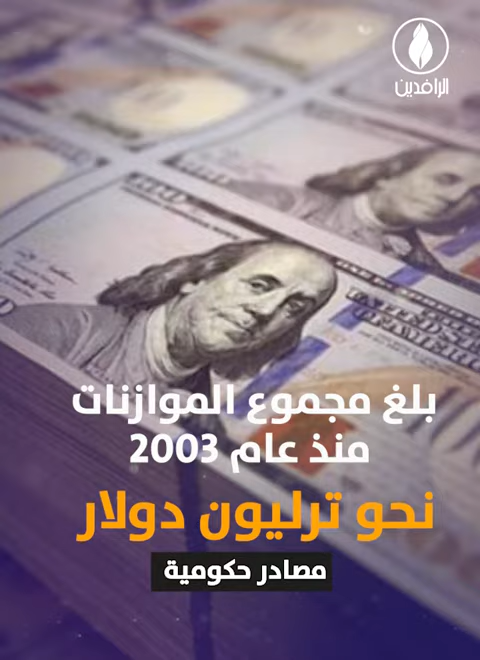 الرافدين
بلغ مجموع الموازنات
منذ عام 2003
نحو ترليون دولار
مصادر حكومية